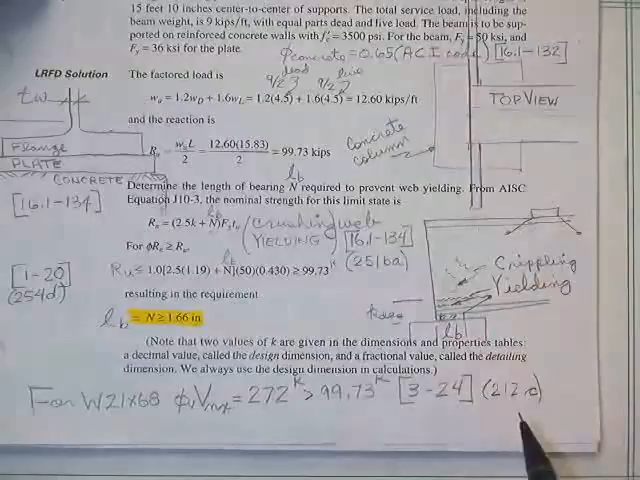 15 feet 10 inches center-to-center of supports. The total service load, including the
beam weight, is 9 kips/ft, with equal parts dead and live load. The beam is to be sup-
ported on reinforced concrete walls with f'c = 3500 psi. For the beam, Fy = 50 ksi, and
Fy = 36 ksi for the plate.
ϕconcrete = 0.65 (ACI code) [16.1-132]
LRFD Solution
The factored load is
dead live
9/2 9/2
wu = 1.2wD + 1.6wL = 1.2(4.5) + 1.6(4.5) = 12.60 kips/ft
TOP VIEW
tw
and the reaction is
Flange
PLATE
CONCRETE
Ru = wuL/2 = 12.60(15.83)/2 = 99.73 kips
Concrete
column
lb
Determine the length of bearing N required to prevent web yielding. From AISC
Equation J10-3, the nominal strength for this limit state is
[16.1-134]
lb
Rn = (2.5k + N)Fytw (crushing web
YIELDING) [16.1-134]
(251ba)
For ϕRn ≥ Ru,
lb
Ru ≤ 1.0[2.5(1.19) + N](50)(0.430) ≥ 99.73k
[1-20]
(254d)
Crippling
Yielding
kdes
lb
resulting in the requirement
lb = N ≥ 1.66 in.
(Note that two values of k are given in the dimensions and properties tables:
a decimal value, called the design dimension, and a fractional value, called the detailing
dimension. We always use the design dimension in calculations.)
For W21x68 ϕvVnx = 272k > 99.73k [3-24] (212.c)